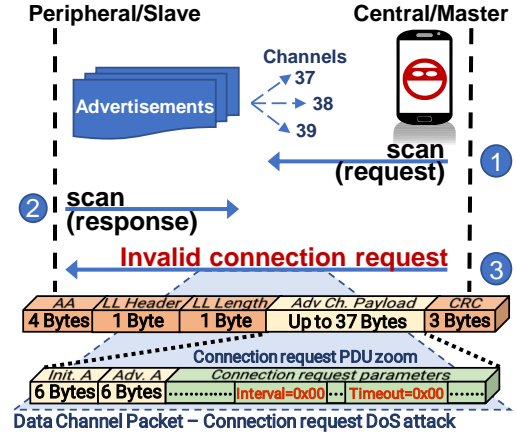 Peripheral/Slave
Central/Master
Channels
37
38
39
Advertisements
scan
(request)
1
2
scan
(response)
Invalid connection request
3
AA
LL Header
LL Length
Adv Ch. Payload
CRC
4 Bytes
1 Byte
1 Byte
Up to 37 Bytes
3 Bytes
Connection request PDU zoom
Init. A
Adv. A
Connection request parameters
6 Bytes
6 Bytes
Interval=0x00
Timeout=0x00
Data Channel Packet – Connection request DoS attack